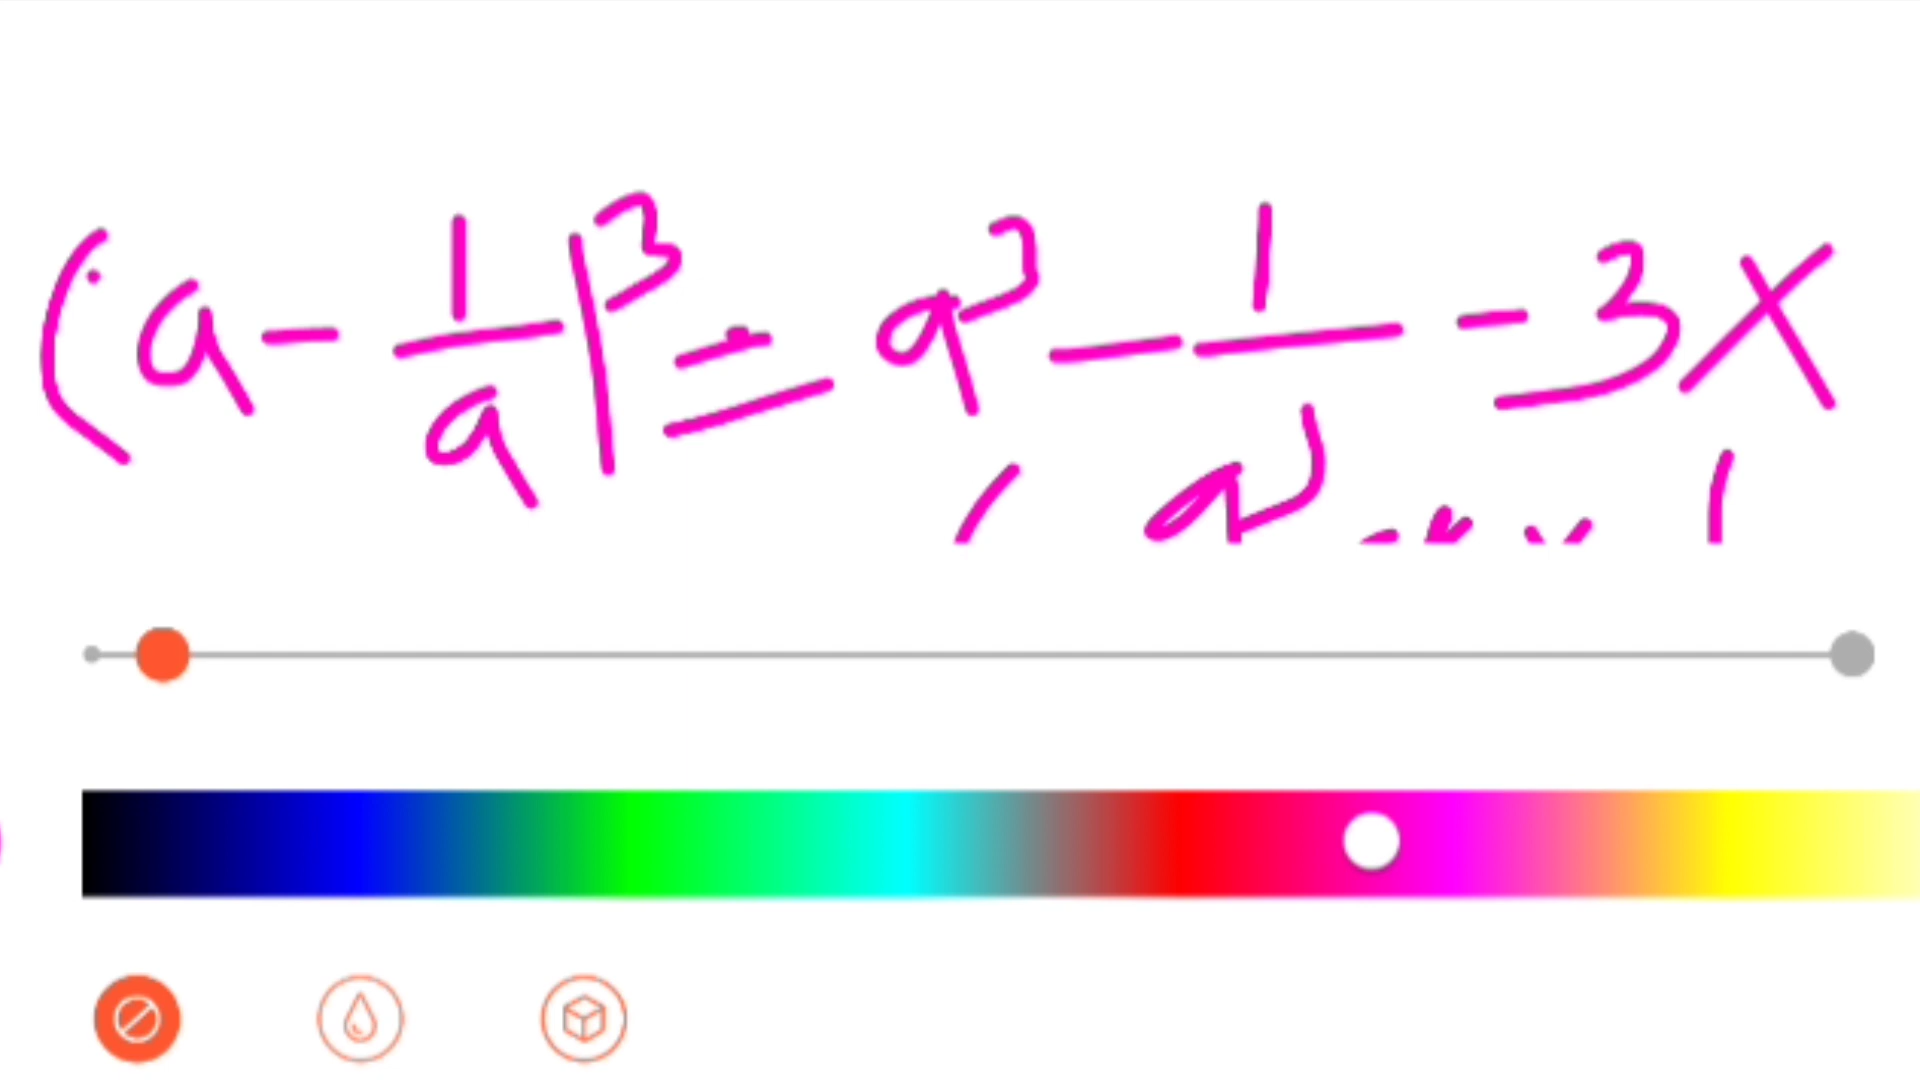 (a - 1/a)³ = a³ - 1/a³ - 3X